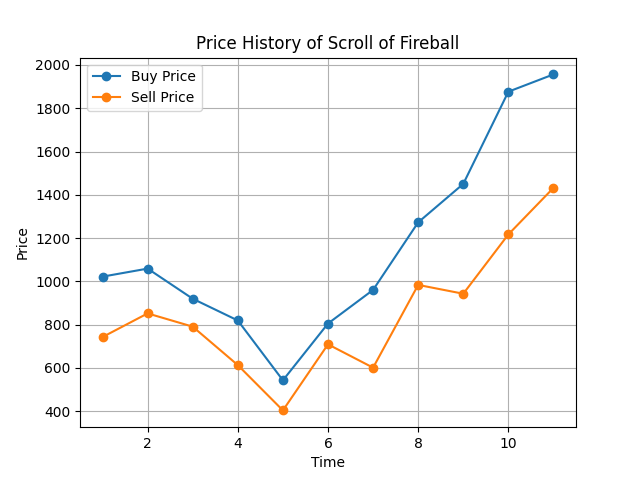 Price History of Scroll of Fireball
Buy Price
Sell Price
Price
2000
1800
1600
1400
1200
1000
800
600
400
2 4 6 8 10
Time